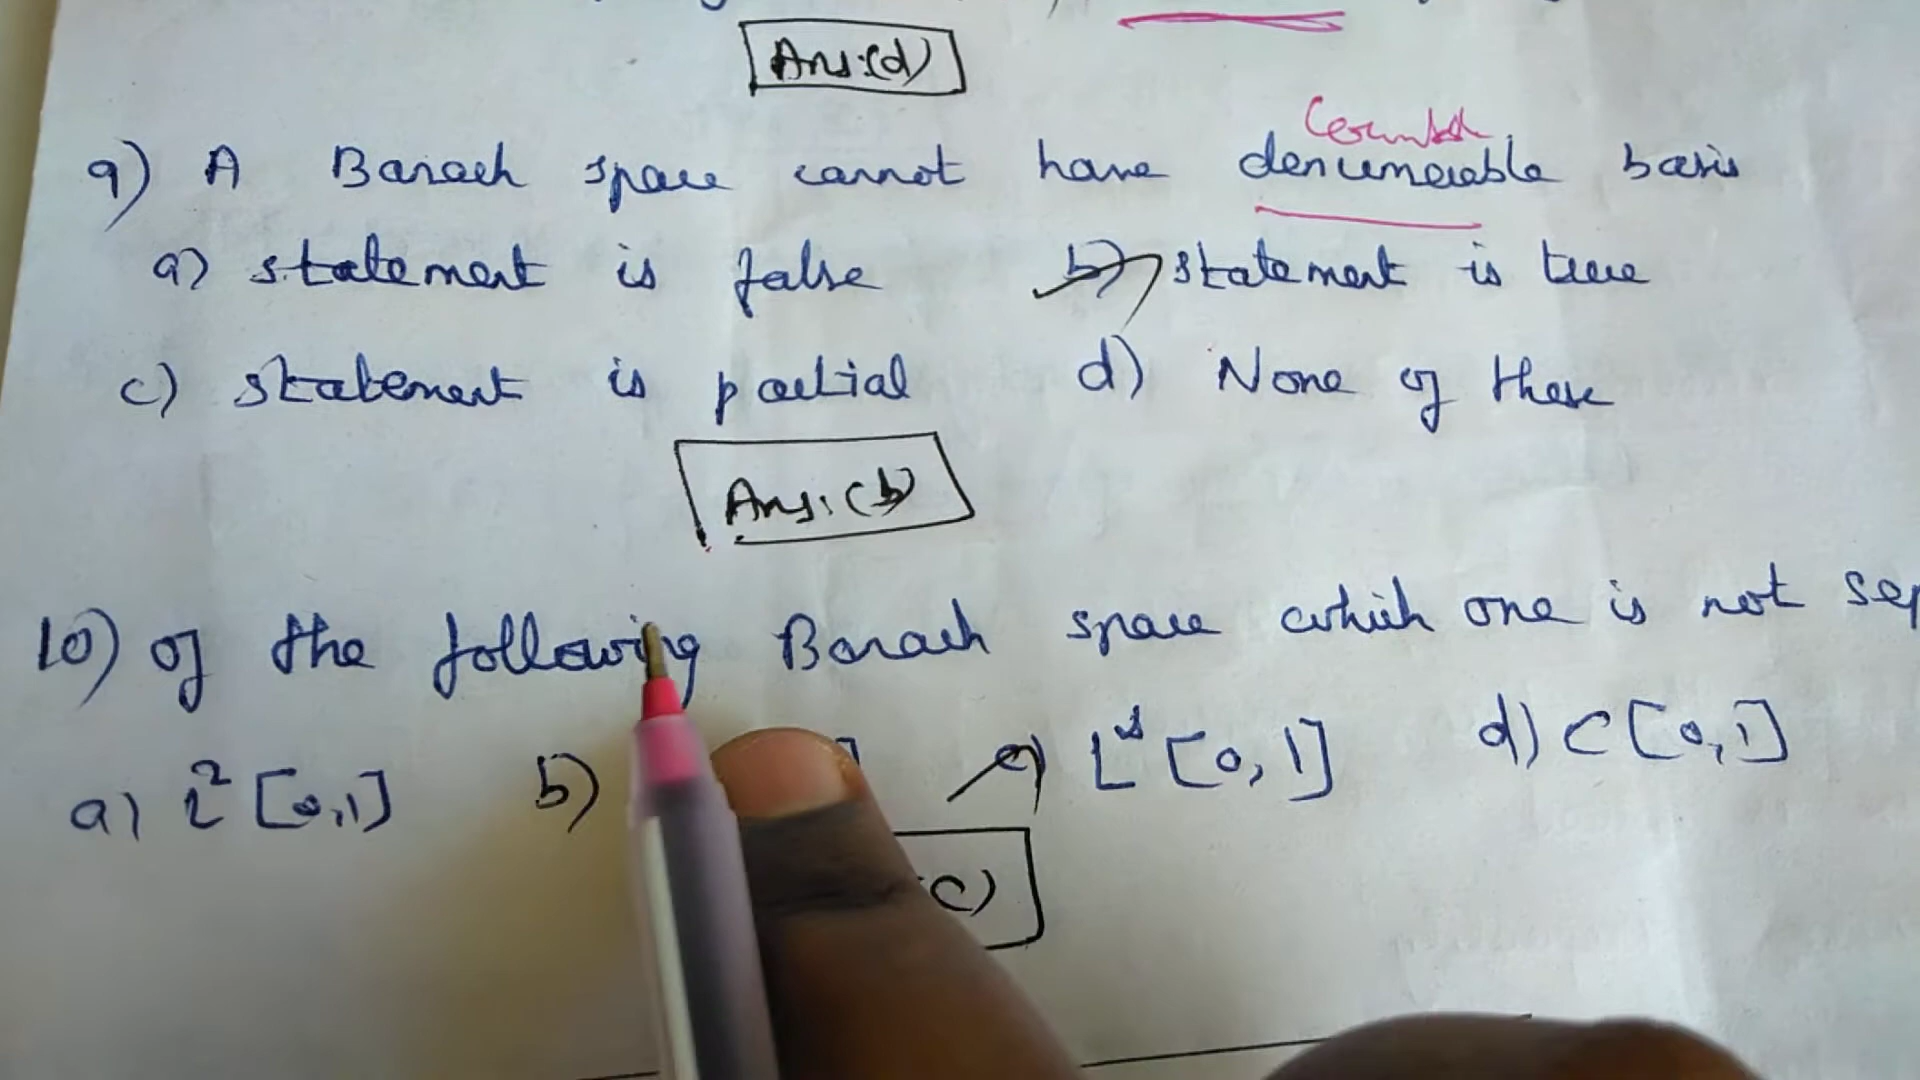 Ans:(d)
Count
9) A Banach space cannot have denumerable basis
a) statement is false b) statement is true
c) statement is partial d) None of these
Ans: (b)
10) of the following Banach space which one is not sep
a) L² [0,1] b) ] c) [0,1] d) C [0,1]
(c)